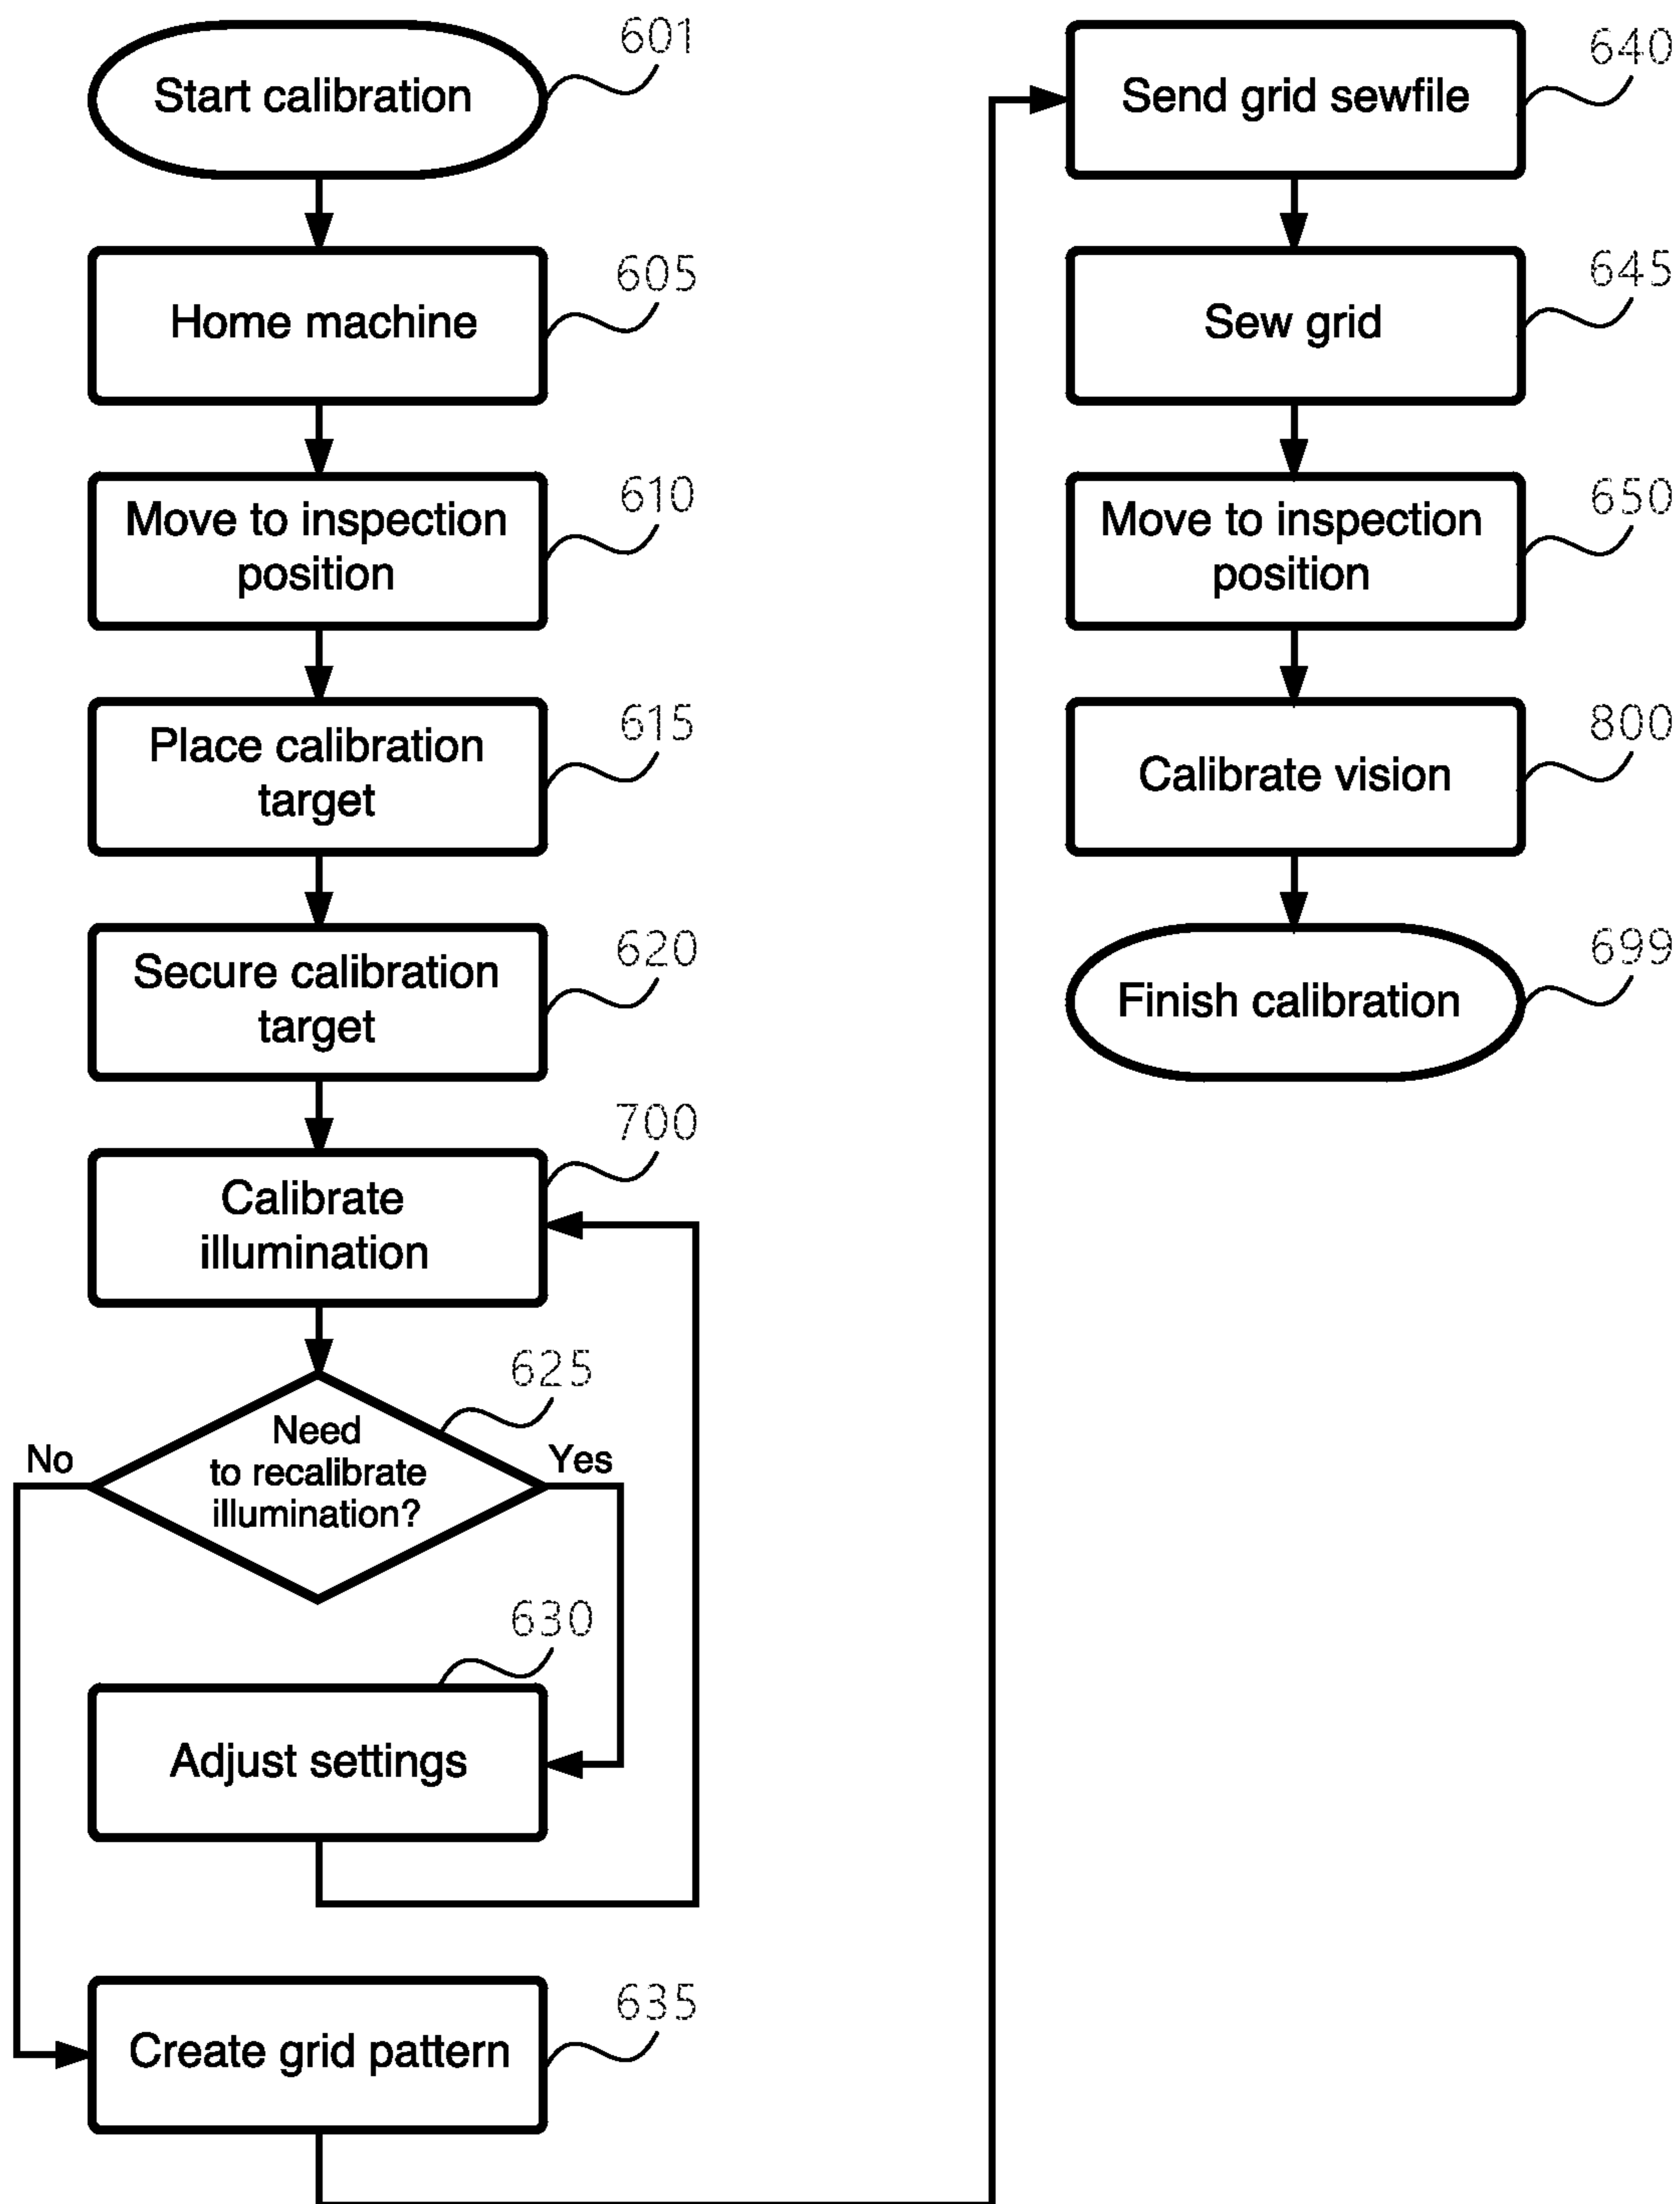 Start calibration
601
Home machine
605
Move to inspection
position
610
Place calibration
target
615
Secure calibration
target
620
Calibrate
illumination
700
Need
to recalibrate
illumination?
625
No
Yes
Adjust settings
630
Create grid pattern
635
Send grid sewfile
640
Sew grid
645
Move to inspection
position
650
Calibrate vision
800
Finish calibration
699